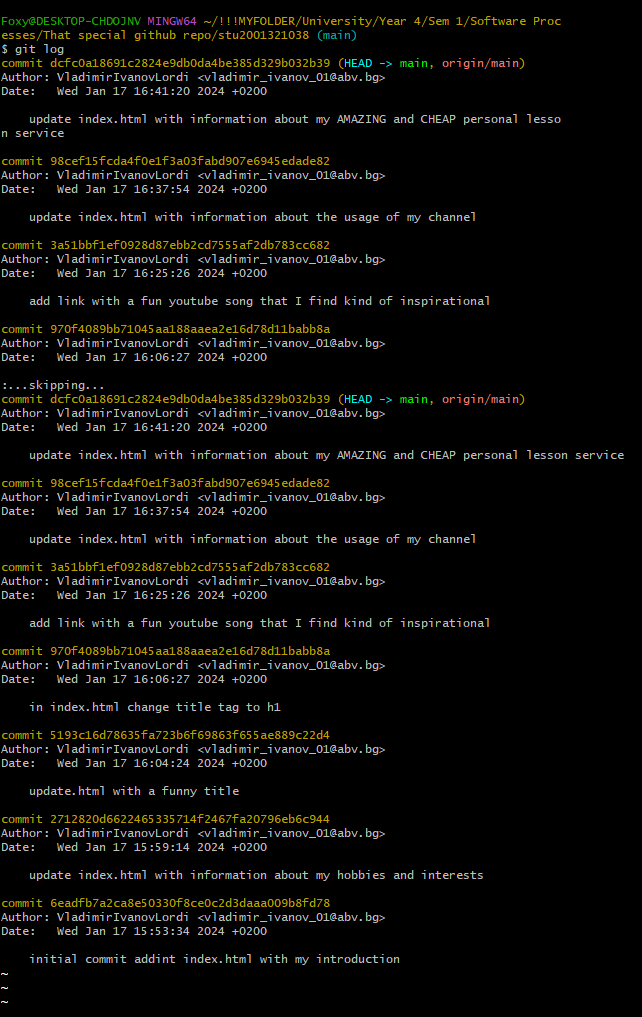 Foxy@DESKTOP-CHDOJNV MINGW64 ~/!!!MYFOLDER/University/Year 4/Sem 1/Software Proc
esses/That special github repo/stu2001321038 (main)
$ git log
commit dcfc0a18691c2824e9db0da4be385d329b032b39 (HEAD -> main, origin/main)
Author: VladimirIvanovLordi <vladimir_ivanov_01@abv.bg>
Date:   Wed Jan 17 16:41:20 2024 +0200

    update index.html with information about my AMAZING and CHEAP personal lesso
n service

commit 98cef15fcda4f0e1f3a03fabd907e6945edade82
Author: VladimirIvanovLordi <vladimir_ivanov_01@abv.bg>
Date:   Wed Jan 17 16:37:54 2024 +0200

    update index.html with information about the usage of my channel

commit 3a51bbf1ef0928d87ebb2cd7555af2db783cc682
Author: VladimirIvanovLordi <vladimir_ivanov_01@abv.bg>
Date:   Wed Jan 17 16:25:26 2024 +0200

    add link with a fun youtube song that I find kind of inspirational

commit 970f4089bb71045aa188aaea2e16d78d11babb8a
Author: VladimirIvanovLordi <vladimir_ivanov_01@abv.bg>
Date:   Wed Jan 17 16:06:27 2024 +0200

:...skipping...
commit dcfc0a18691c2824e9db0da4be385d329b032b39 (HEAD -> main, origin/main)
Author: VladimirIvanovLordi <vladimir_ivanov_01@abv.bg>
Date:   Wed Jan 17 16:41:20 2024 +0200

    update index.html with information about my AMAZING and CHEAP personal lesson service

commit 98cef15fcda4f0e1f3a03fabd907e6945edade82
Author: VladimirIvanovLordi <vladimir_ivanov_01@abv.bg>
Date:   Wed Jan 17 16:37:54 2024 +0200

    update index.html with information about the usage of my channel

commit 3a51bbf1ef0928d87ebb2cd7555af2db783cc682
Author: VladimirIvanovLordi <vladimir_ivanov_01@abv.bg>
Date:   Wed Jan 17 16:25:26 2024 +0200

    add link with a fun youtube song that I find kind of inspirational

commit 970f4089bb71045aa188aaea2e16d78d11babb8a
Author: VladimirIvanovLordi <vladimir_ivanov_01@abv.bg>
Date:   Wed Jan 17 16:06:27 2024 +0200

    in index.html change title tag to h1

commit 5193c16d78635fa723b6f69863f655ae889c22d4
Author: VladimirIvanovLordi <vladimir_ivanov_01@abv.bg>
Date:   Wed Jan 17 16:04:24 2024 +0200

    update.html with a funny title

commit 2712820d6622465335714f2467fa20796eb6c944
Author: VladimirIvanovLordi <vladimir_ivanov_01@abv.bg>
Date:   Wed Jan 17 15:59:14 2024 +0200

    update index.html with information about my hobbies and interests

commit 6eadfb7a2ca8e50330f8ce0c2d3daaa009b8fd78
Author: VladimirIvanovLordi <vladimir_ivanov_01@abv.bg>
Date:   Wed Jan 17 15:53:34 2024 +0200

    initial commit addint index.html with my introduction
~
~
~